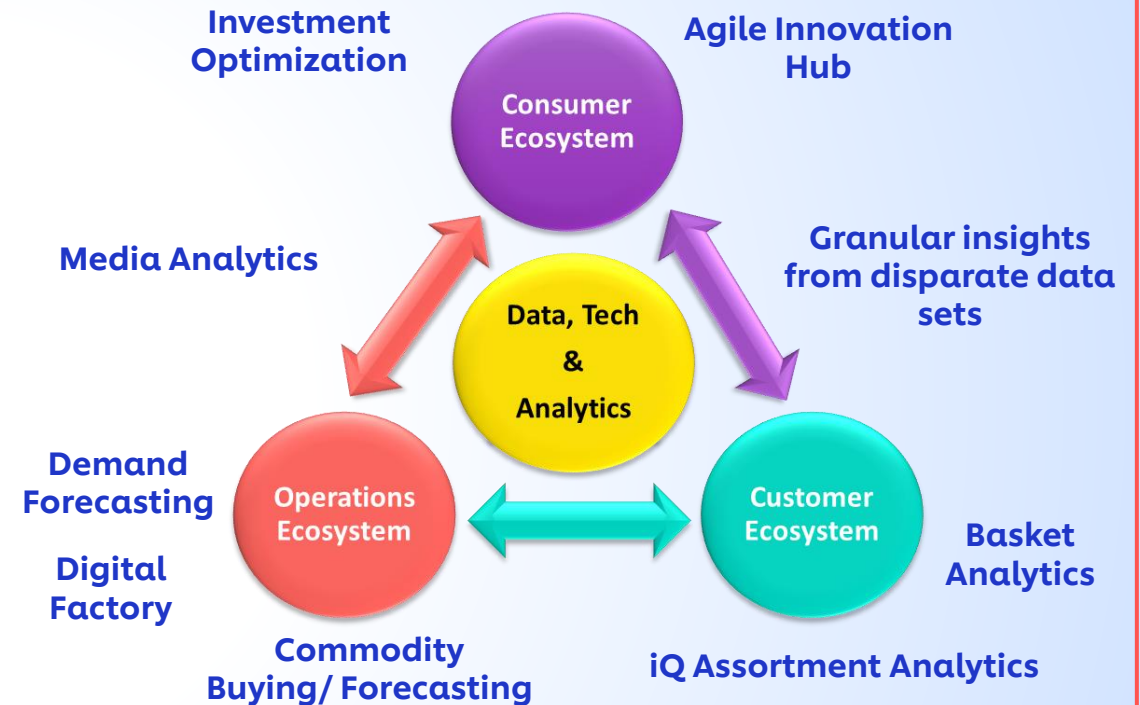 Investment
Optimization
Agile Innovation
Hub
Consumer
Ecosystem
Media Analytics
Granular insights
from disparate data
sets
Data, Tech
&
Analytics
Demand
Forecasting
Operations
Ecosystem
Customer
Ecosystem
Basket
Analytics
Digital
Factory
Commodity
Buying/ Forecasting
iQ Assortment Analytics